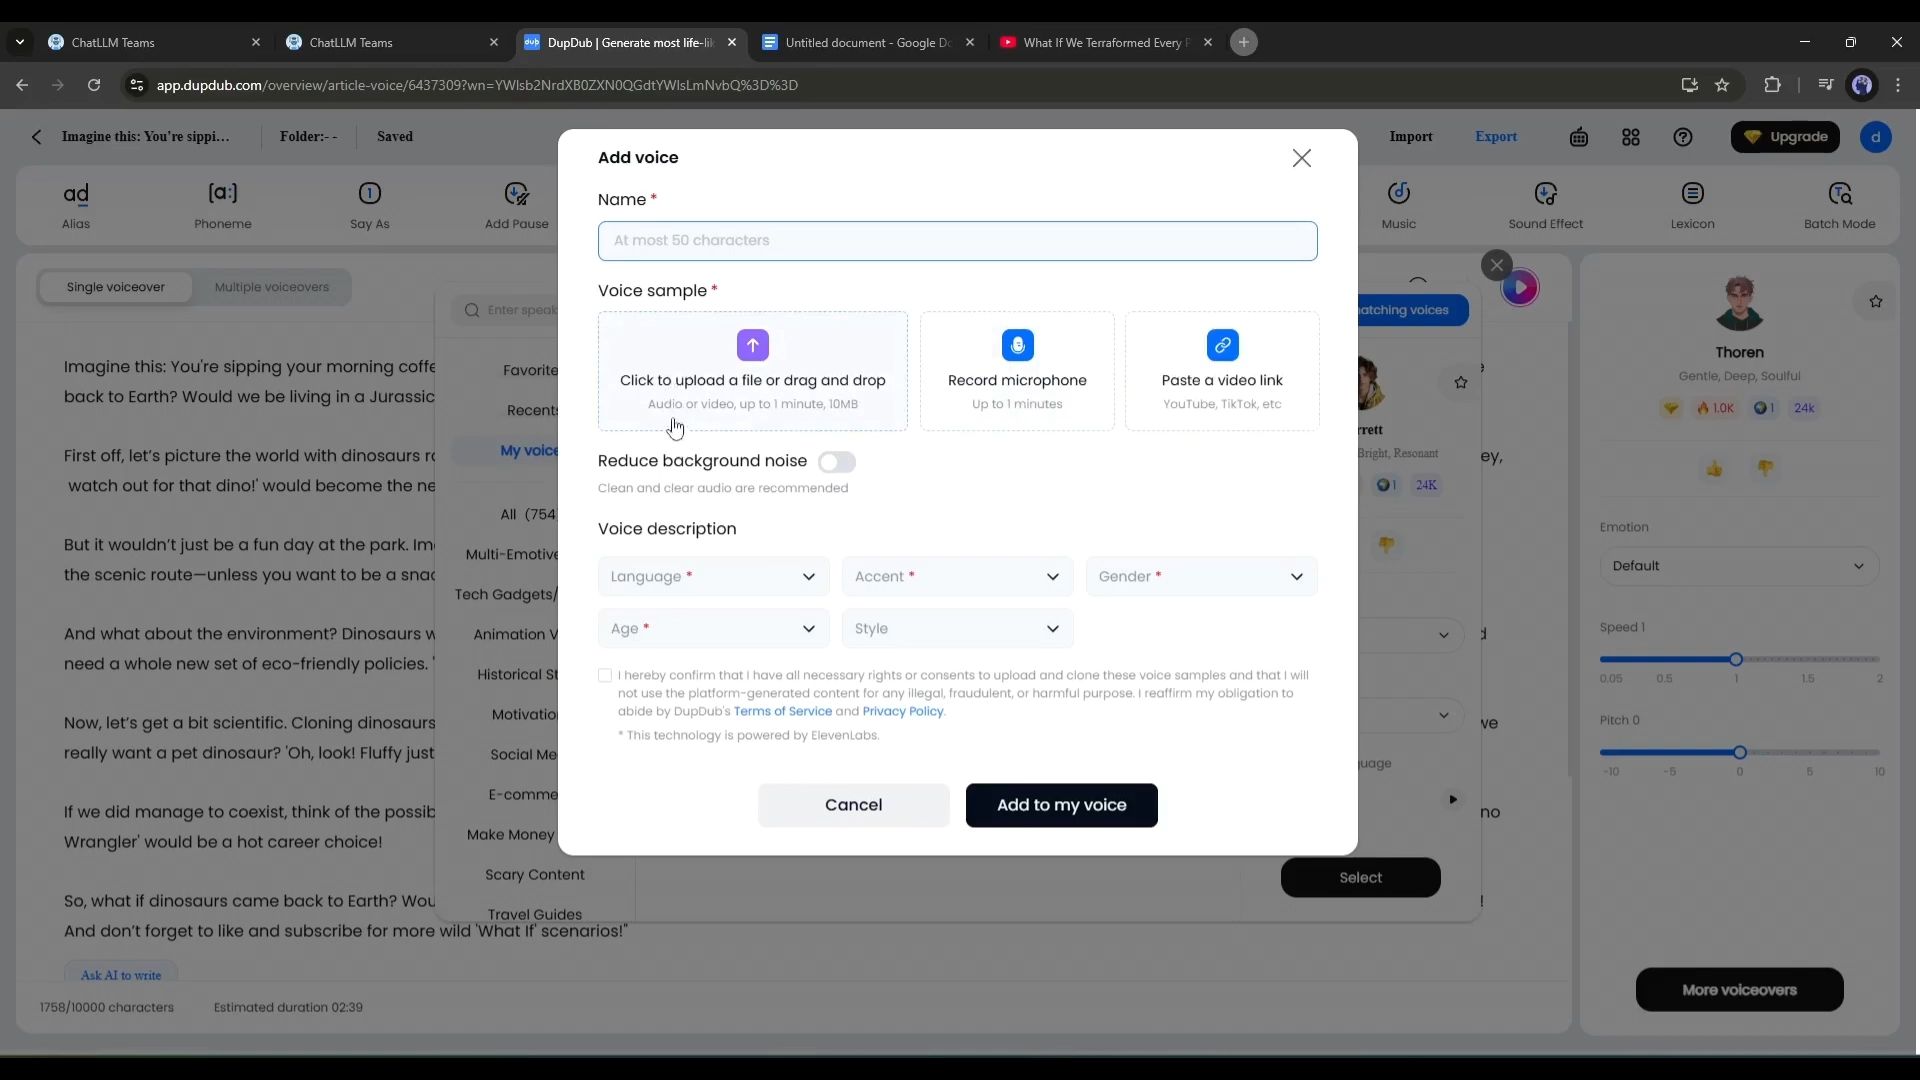 ChatLLM Teams
ChatLLM Teams
DupDub | Generate most life-li
Untitled document - Google Do
What If We Terraformed Every P
app.dupdub.com/overview/article-voice/6437309?wn=YWlsb2NrdXB0ZXN0QGdtYWlsLmNvbQ%3D%3D
Imagine this: You're sippi...
Folder:- -
Saved
Import
Export
Upgrade
d
ad
Alias
[a:]
Phoneme
1
Say As
Add Pause
Music
Sound Effect
Lexicon
Batch Mode
Single voiceover
Multiple voiceovers
Imagine this: You're sipping your morning coffe
back to Earth? Would we be living in a Jurassic
First off, let's picture the world with dinosaurs ro
watch out for that dino!' would become the ne
But it wouldn't just be a fun day at the park. Im
the scenic route—unless you want to be a snac
And what about the environment? Dinosaurs w
need a whole new set of eco-friendly policies. '
Now, let's get a bit scientific. Cloning dinosaurs
really want a pet dinosaur? 'Oh, look! Fluffy just
If we did manage to coexist, think of the possib
Wrangler' would be a hot career choice!
So, what if dinosaurs came back to Earth? Wou
And don't forget to like and subscribe for more wild 'What If' scenarios!"
Ask AI to write
1758/10000 characters
Estimated duration 02:39
Enter speak
Favorite
Recents
My voice
All (754
Multi-Emotive
Tech Gadgets/
Animation V
Historical St
Motivatio
Social Me
E-comme
Make Money
Scary Content
Travel Guides
Add voice
Name *
At most 50 characters
Voice sample *
Click to upload a file or drag and drop
Audio or video, up to 1 minute, 10MB
Record microphone
Up to 1 minutes
Paste a video link
YouTube, TikTok, etc
Reduce background noise
Clean and clear audio are recommended
Voice description
Language *
Accent *
Gender *
Age *
Style
I hereby confirm that I have all necessary rights or consents to upload and clone these voice samples and that I will
not use the platform-generated content for any illegal, fraudulent, or harmful purpose. I reaffirm my obligation to
abide by DupDub's Terms of Service and Privacy Policy.
* This technology is powered by ElevenLabs.
Cancel
Add to my voice
atching voices
rrett
Bright, Resonant
1
24K
guage
Select
ey,
we
no
Thoren
Gentle, Deep, Soulful
1.0K
1
24k
Emotion
Default
Speed 1
0.05 0.5 1 1.5 2
Pitch 0
-10 -5 0 5 10
More voiceovers